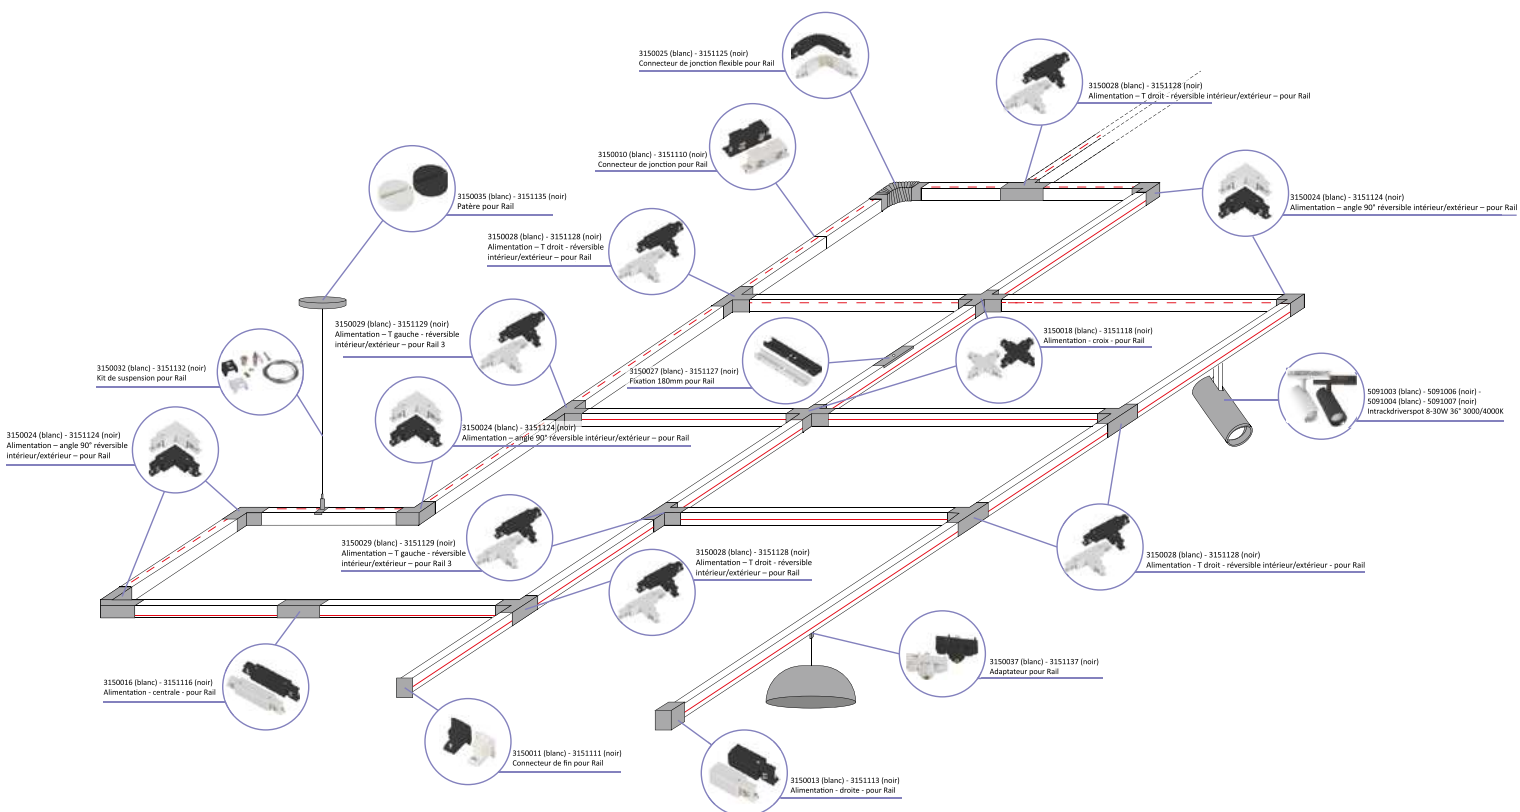 3150025 (blanc) - 3151125 (noir)
Connecteur de jonction flexible pour Rail
3150028 (blanc) - 3151128 (noir)
Alimentation – T droit - réversible intérieur/extérieur – pour Rail
3150010 (blanc) - 3151110 (noir)
Connecteur de jonction pour Rail
3150035 (blanc) - 3151135 (noir)
Patère pour Rail
3150024 (blanc) - 3151124 (noir)
Alimentation – angle 90° réversible intérieur/extérieur – pour Rail
3150028 (blanc) - 3151128 (noir)
Alimentation – T droit - réversible
intérieur/extérieur – pour Rail
3150029 (blanc) - 3151129 (noir)
Alimentation – T gauche - réversible
intérieur/extérieur – pour Rail 3
3150018 (blanc) - 3151118 (noir)
Alimentation - croix - pour Rail
3150032 (blanc) - 3151132 (noir)
Kit de suspension pour Rail
3150027 (blanc) - 3151127 (noir)
Fixation 180mm pour Rail
5091003 (blanc) - 5091006 (noir) -
5091004 (blanc) - 5091007 (noir)
Intrackdriverspot 8-30W 36° 3000/4000K
3150024 (blanc) - 3151124 (noir)
Alimentation – angle 90° réversible
intérieur/extérieur – pour Rail
3150024 (blanc) - 3151124 (noir)
Alimentation – angle 90° réversible intérieur/extérieur – pour Rail
3150029 (blanc) - 3151129 (noir)
Alimentation – T gauche - réversible
intérieur/extérieur – pour Rail 3
3150028 (blanc) - 3151128 (noir)
Alimentation – T droit - réversible
intérieur/extérieur – pour Rail
3150028 (blanc) - 3151128 (noir)
Alimentation - T droit - réversible intérieur/extérieur - pour Rail
3150037 (blanc) - 3151137 (noir)
Adaptateur pour Rail
3150016 (blanc) - 3151116 (noir)
Alimentation - centrale - pour Rail
3150011 (blanc) - 3151111 (noir)
Connecteur de fin pour Rail
3150013 (blanc) - 3151113 (noir)
Alimentation - droite - pour Rail